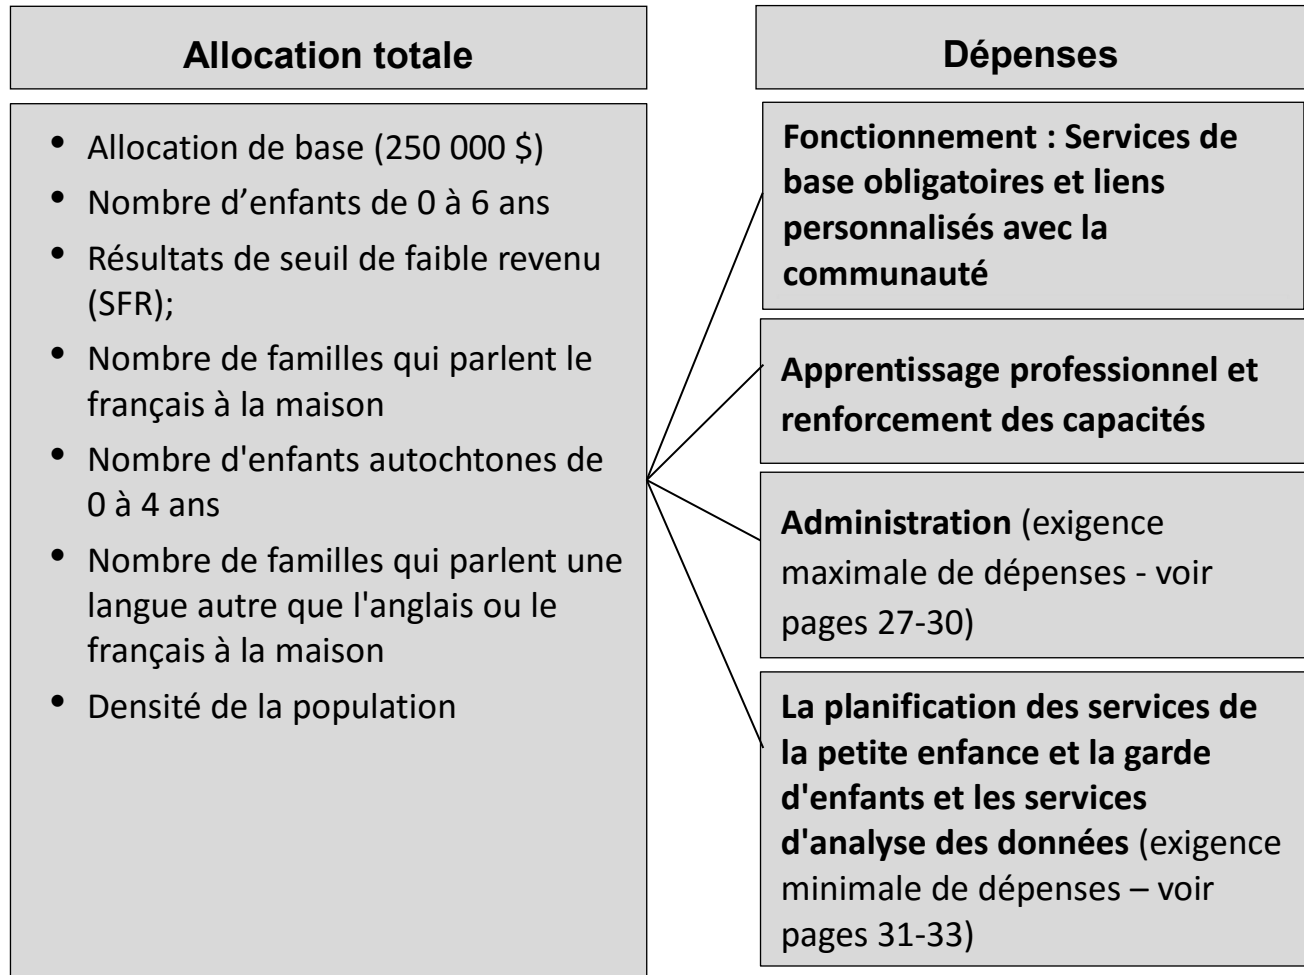 Allocation totale
• Allocation de base (250 000 $)
• Nombre d’enfants de 0 à 6 ans
• Résultats de seuil de faible revenu
(SFR);
• Nombre de familles qui parlent le
français à la maison
• Nombre d'enfants autochtones de
0 à 4 ans
• Nombre de familles qui parlent une
langue autre que l'anglais ou le
français à la maison
• Densité de la population
Dépenses
Fonctionnement : Services de
base obligatoires et liens
personnalisés avec la
communauté
Apprentissage professionnel et
renforcement des capacités
Administration (exigence
maximale de dépenses - voir
pages 27-30)
La planification des services de
la petite enfance et la garde
d'enfants et les services
d'analyse des données (exigence
minimale de dépenses – voir
pages 31-33)